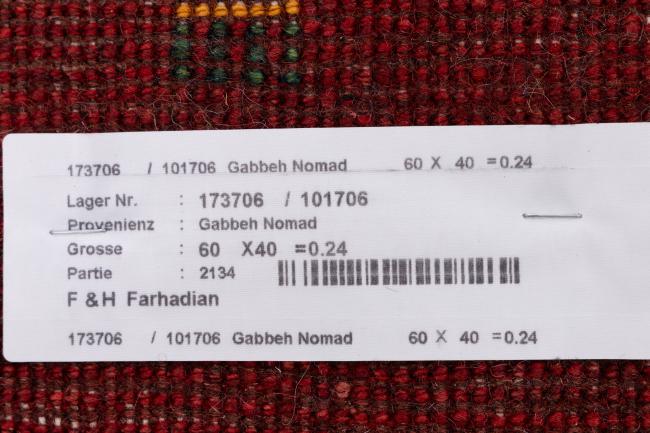 173706 / 101706 Gabbeh Nomad 60 X 40 =0.24
Lager Nr. : 173706 / 101706
Provenienz : Gabbeh Nomad
Grosse : 60 X40 =0.24
Partie : 2134
F &H Farhadian
173706 / 101706 Gabbeh Nomad 60 X 40 =0.24